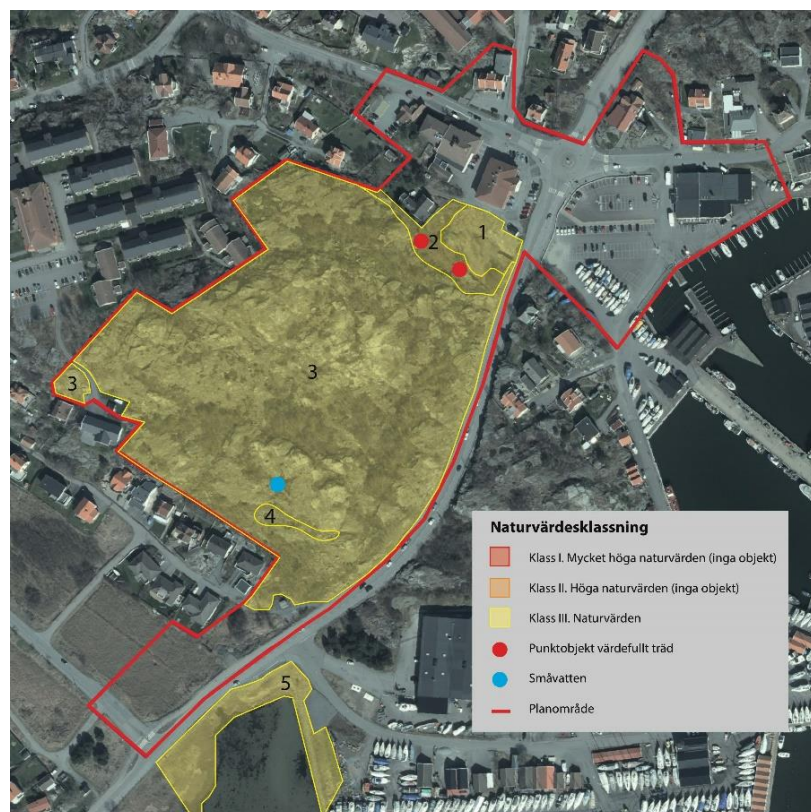 1
2
3
3
4
5
Naturvärdesklassning
Klass I. Mycket höga naturvärden (inga objekt)
Klass II. Höga naturvärden (inga objekt)
Klass III. Naturvärden
Punktobjekt värdefullt träd
Småvatten
Planområde